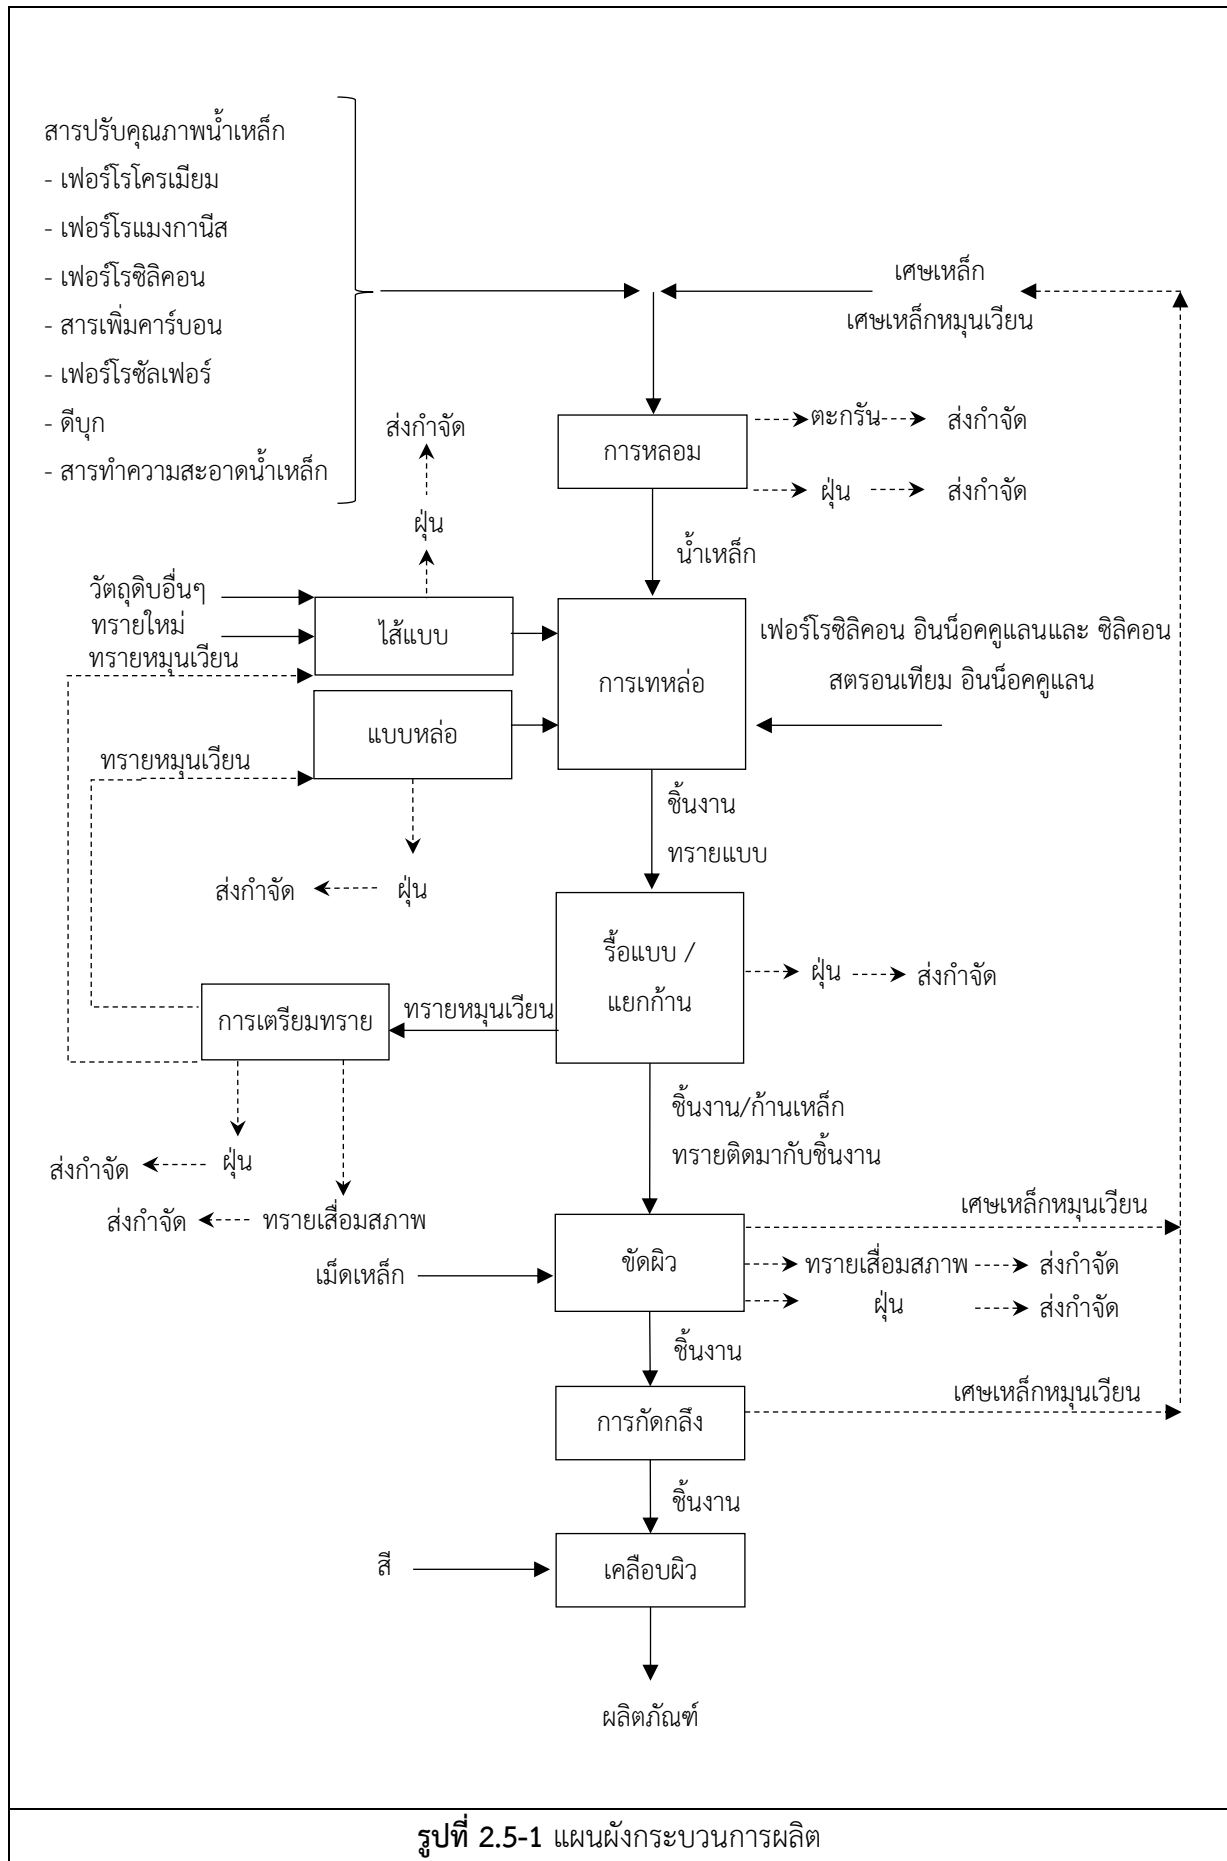 สารปรับคุณภาพน้ำเหล็ก
- เฟอร์โรโครเมียม
- เฟอร์โรแมงกานีส
- เฟอร์โรซิลิคอน
- สารเพิ่มคาร์บอน
- เฟอร์โรซัลเฟอร์
- ดีบุก
- สารทำความสะอาดน้ำเหล็ก
เศษเหล็ก
เศษเหล็กหมุนเวียน
การหลอม
ตะกรัน
ส่งกำจัด
ฝุ่น
ส่งกำจัด
ส่งกำจัด
ฝุ่น
น้ำเหล็ก
วัตถุดิบอื่นๆ
ทรายใหม่
ทรายหมุนเวียน
ไส้แบบ
การเทหล่อ
เฟอร์โรซิลิคอน อินน็อคคูแลนและ ซิลิคอน
สตรอนเทียม อินน็อคคูแลน
แบบหล่อ
ทรายหมุนเวียน
ชิ้นงาน
ทรายแบบ
ส่งกำจัด
ฝุ่น
รื้อแบบ /
แยกก้าน
ฝุ่น
ส่งกำจัด
ทรายหมุนเวียน
การเตรียมทราย
ชิ้นงาน/ก้านเหล็ก
ทรายติดมากับชิ้นงาน
ส่งกำจัด
ฝุ่น
ส่งกำจัด
ทรายเสื่อมสภาพ
เศษเหล็กหมุนเวียน
เม็ดเหล็ก
ขัดผิว
ทรายเสื่อมสภาพ
ส่งกำจัด
ฝุ่น
ส่งกำจัด
ชิ้นงาน
เศษเหล็กหมุนเวียน
การกัดกลึง
ชิ้นงาน
สี
เคลือบผิว
ผลิตภัณฑ์
รูปที่ 2.5-1 แผนผังกระบวนการผลิต